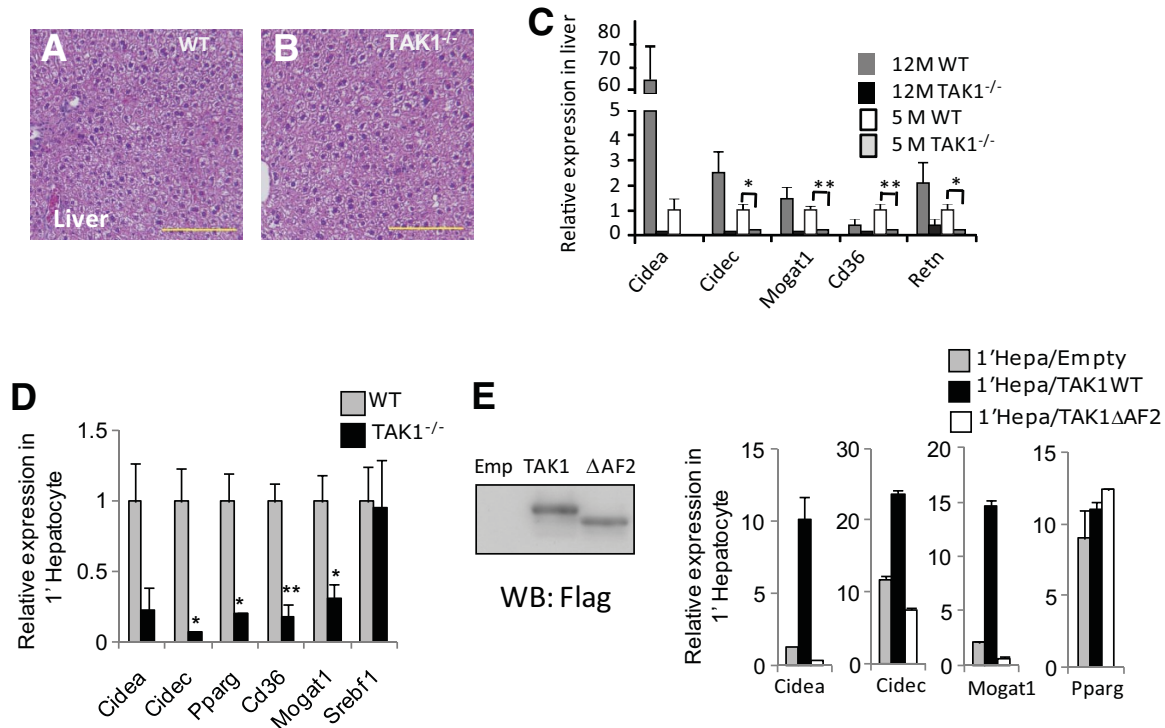 A WT
Liver
B TAK1-/-
C
Relative expression in liver
80
70
60
5
4
3
2
1
0
12M WT
12M TAK1-/-
5 M WT
5 M TAK1-/-
* ** ** *
Cidea Cidec Mogat1 Cd36 Retn
D
WT
TAK1-/-
Relative expression in
1' Hepatocyte
1.5
1
0.5
0
* * ** *
Cidea Cidec Pparg Cd36 Mogat1 Srebf1
E
Emp TAK1 ΔAF2
WB: Flag
1'Hepa/Empty
1'Hepa/TAK1WT
1'Hepa/TAK1ΔAF2
Relative expression in
1' Hepatocyte
15
10
5
0
Cidea
30
20
10
0
Cidec
20
15
10
5
0
Mogat1
15
10
5
0
Pparg